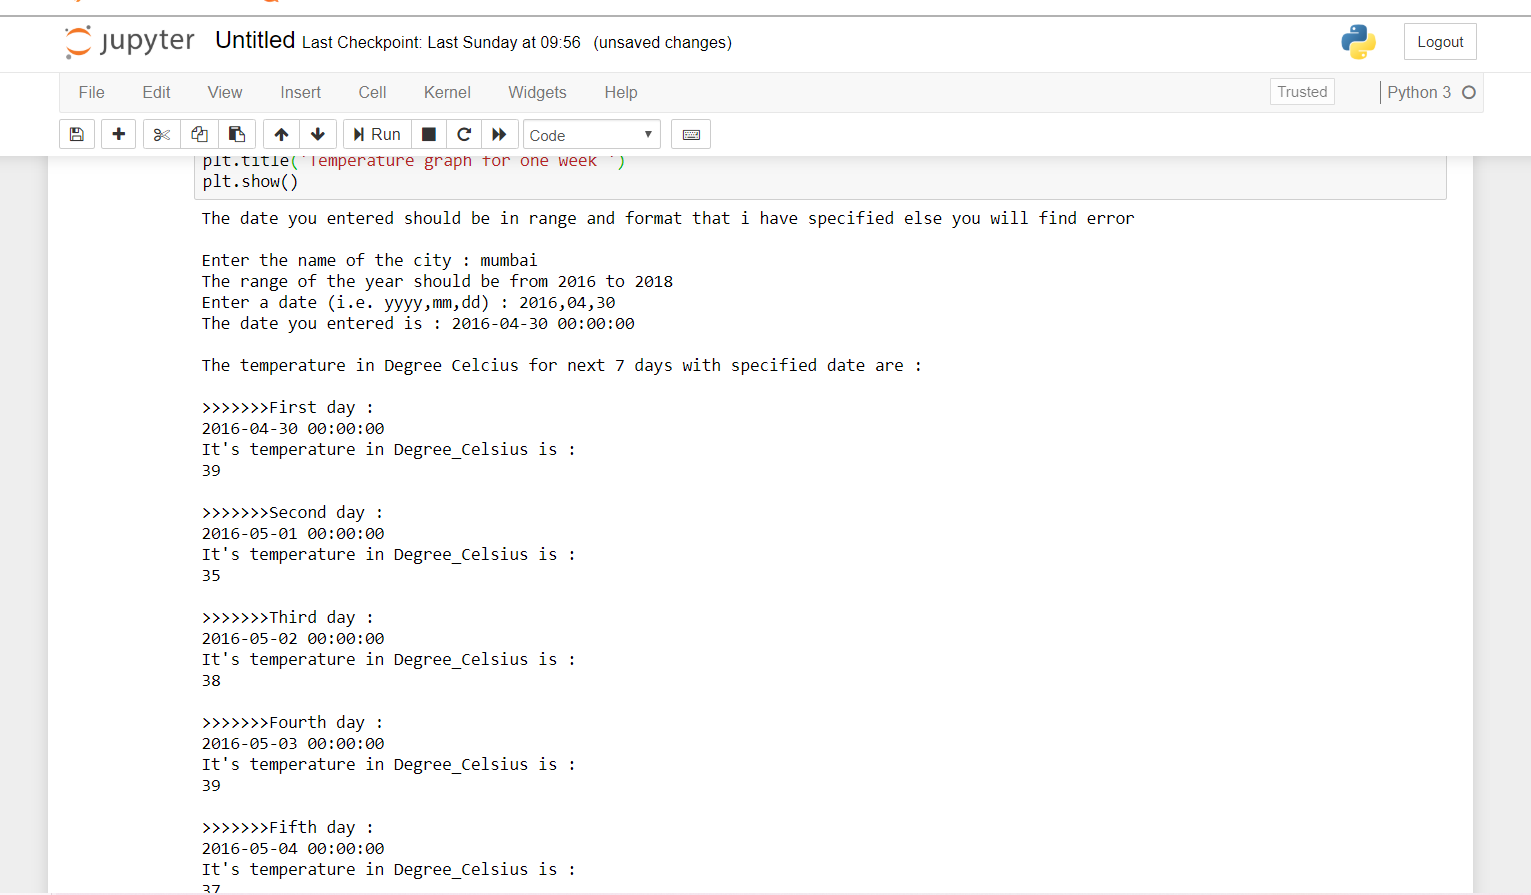 jupyter Untitled Last Checkpoint: Last Sunday at 09:56 (unsaved changes)
Logout
File Edit View Insert Cell Kernel Widgets Help
Trusted
Python 3
Run
Code
plt.title('Temperature graph for one week ')
plt.show()
The date you entered should be in range and format that i have specified else you will find error
Enter the name of the city : mumbai
The range of the year should be from 2016 to 2018
Enter a date (i.e. yyyy,mm,dd) : 2016,04,30
The date you entered is : 2016-04-30 00:00:00
The temperature in Degree Celcius for next 7 days with specified date are :
>>>>>>>First day :
2016-04-30 00:00:00
It's temperature in Degree_Celsius is :
39
>>>>>>>Second day :
2016-05-01 00:00:00
It's temperature in Degree_Celsius is :
35
>>>>>>>Third day :
2016-05-02 00:00:00
It's temperature in Degree_Celsius is :
38
>>>>>>>Fourth day :
2016-05-03 00:00:00
It's temperature in Degree_Celsius is :
39
>>>>>>>Fifth day :
2016-05-04 00:00:00
It's temperature in Degree_Celsius is :
37